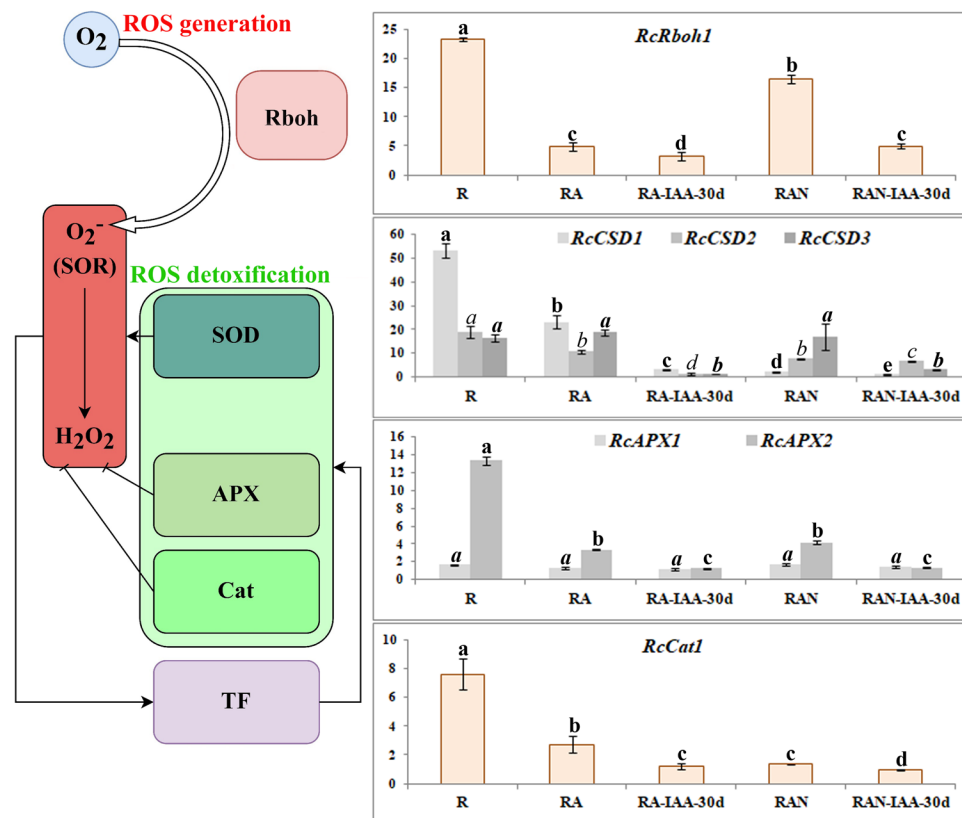 ROS generation
O2
Rboh
O2-
(SOR)
ROS detoxification
SOD
H2O2
APX
Cat
TF
RcRboh1
25
20
15
10
5
0
a
c
d
b
c
R RA RA-IAA-30d RAN RAN-IAA-30d
RcCSD1 RcCSD2 RcCSD3
60
50
40
30
20
10
0
a a a
b b a
c d b
d b a
e c b
R RA RA-IAA-30d RAN RAN-IAA-30d
RcAPX1 RcAPX2
16
14
12
10
8
6
4
2
0
a a
a b
a c
a b
a c
R RA RA-IAA-30d RAN RAN-IAA-30d
RcCat1
10
8
6
4
2
0
a
b
c
c
d
R RA RA-IAA-30d RAN RAN-IAA-30d